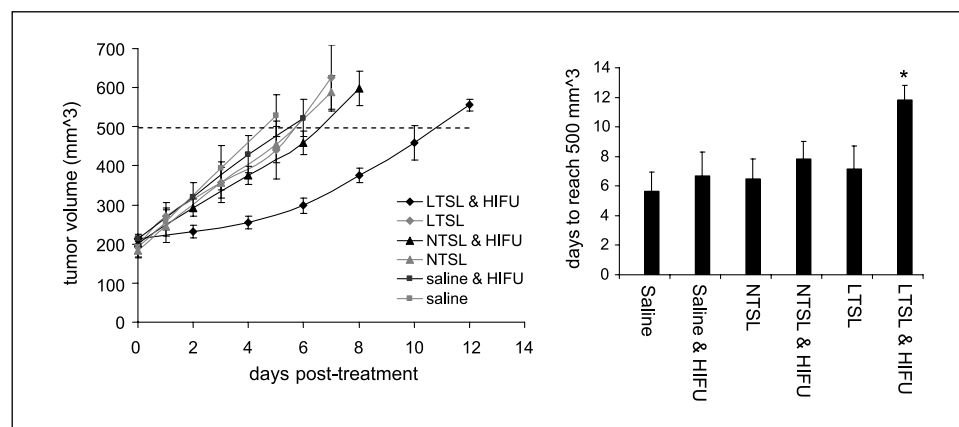 700
600
500
400
300
200
100
0
tumor volume (mm^3)
0 2 4 6 8 10 12 14
days post-treatment
LTSL & HIFU
LTSL
NTSL & HIFU
NTSL
saline & HIFU
saline
14
12
10
8
6
4
2
0
days to reach 500 mm^3
*
Saline
Saline & HIFU
NTSL
NTSL & HIFU
LTSL
LTSL & HIFU